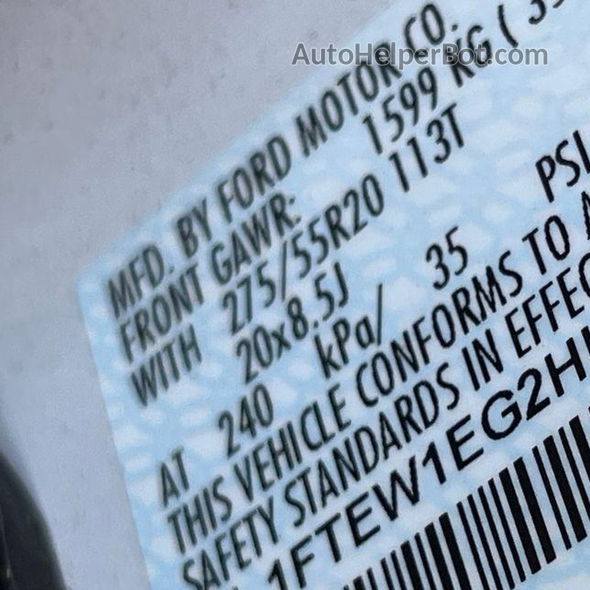 AutoHelperBot.com
MFD. BY FORD MOTOR CO.
FRONT GAWR: 1599 KG ( 35
WITH 275/55R20 113T
20x8.5J
AT 240 kPa/ 35 PSI
THIS VEHICLE CONFORMS TO A
SAFETY STANDARDS IN EFFEC
1FTEW1EG2H